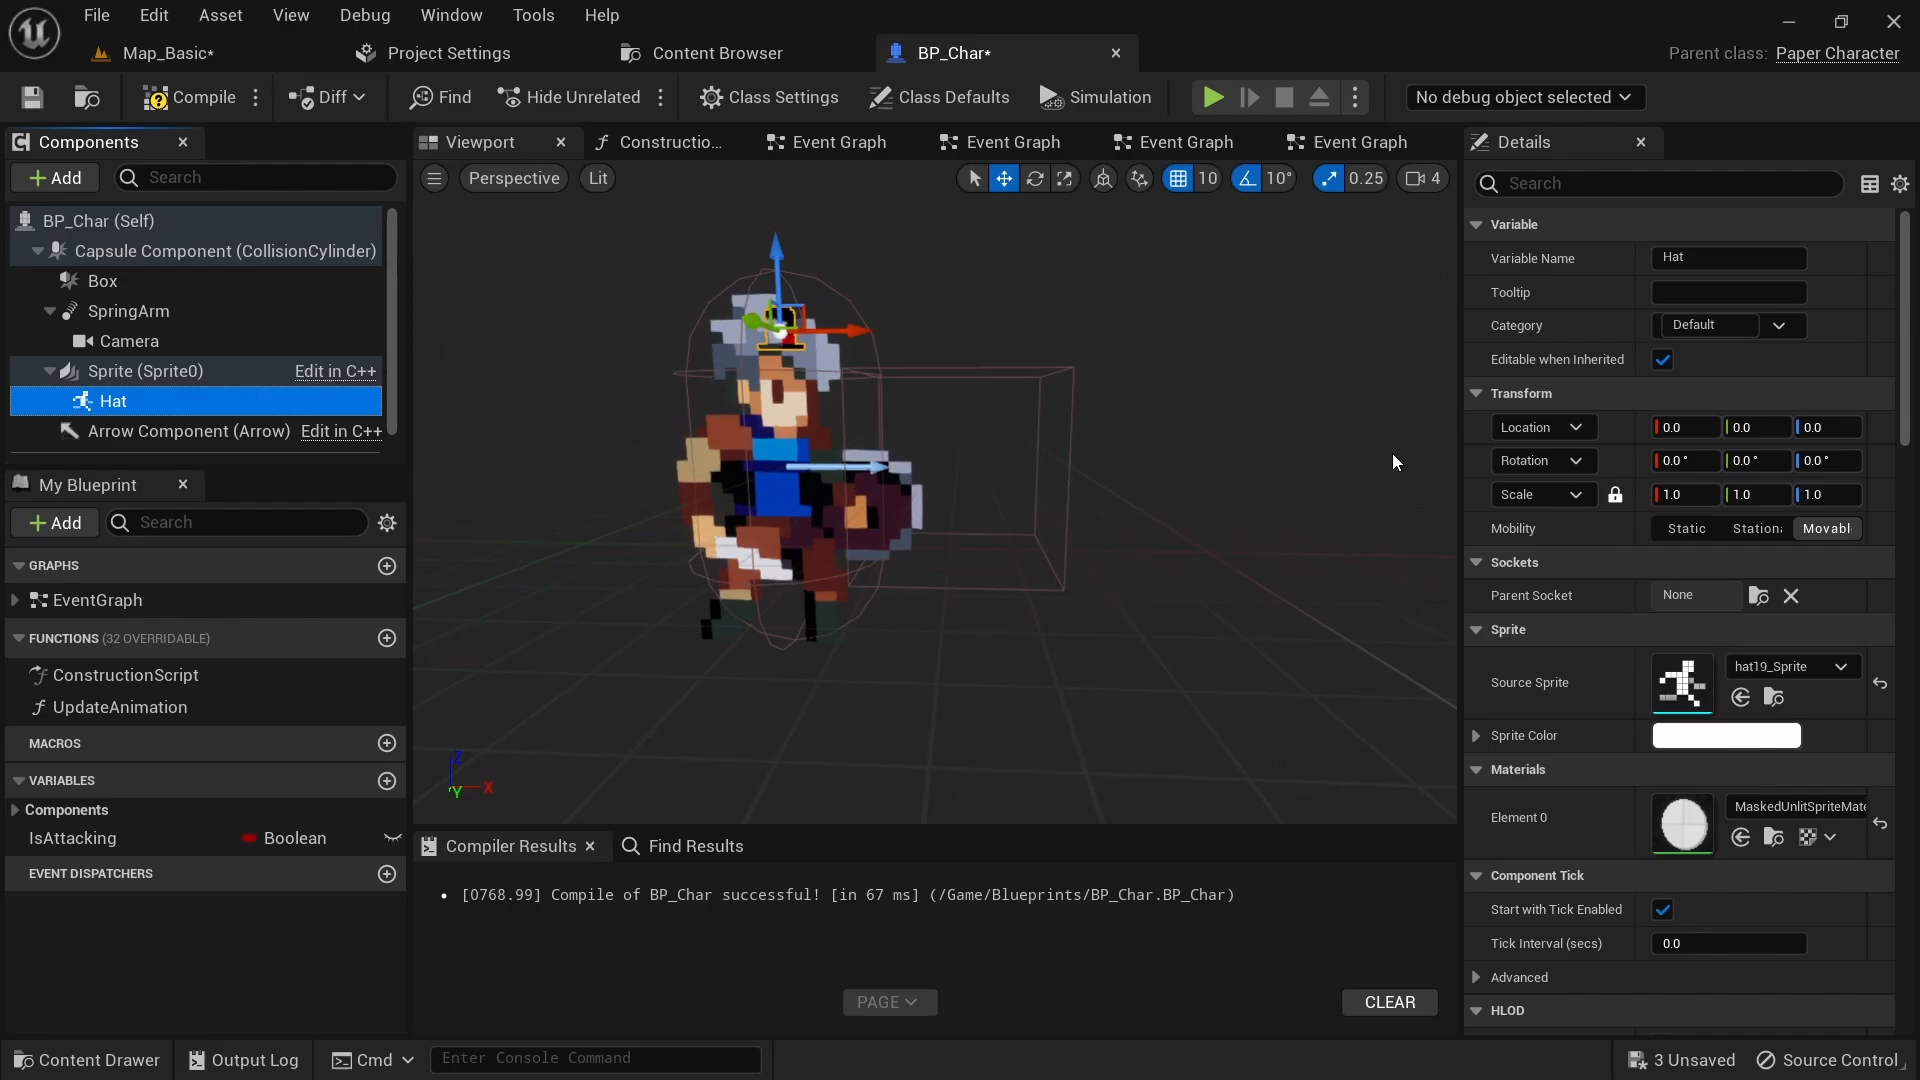 File Edit Asset View Debug Window Tools Help
Map_Basic* Project Settings Content Browser BP_Char* Parent class: Paper Character
Compile Diff Find Hide Unrelated Class Settings Class Defaults Simulation No debug object selected
Components Viewport Constructio... Event Graph Event Graph Event Graph Event Graph Details
Add Search Perspective Lit 10 10° 0.25 4 Search
BP_Char (Self)
Capsule Component (CollisionCylinder)
Box
SpringArm
Camera
Sprite (Sprite0) Edit in C++
Hat
Arrow Component (Arrow) Edit in C++
My Blueprint
Add Search
GRAPHS
EventGraph
FUNCTIONS (32 OVERRIDABLE)
ConstructionScript
UpdateAnimation
MACROS
VARIABLES
Components
IsAttacking Boolean
EVENT DISPATCHERS
Z
X
Y
Compiler Results Find Results
[0768.99] Compile of BP_Char successful! [in 67 ms] (/Game/Blueprints/BP_Char.BP_Char)
PAGE CLEAR
Variable
Variable Name Hat
Tooltip
Category Default
Editable when Inherited
Transform
Location 0.0 0.0 0.0
Rotation 0.0° 0.0° 0.0°
Scale 1.0 1.0 1.0
Mobility Static Station Movabl
Sockets
Parent Socket None
Sprite
Source Sprite hat19_Sprite
Sprite Color
Materials
Element 0 MaskedUnlitSpriteMate
Component Tick
Start with Tick Enabled
Tick Interval (secs) 0.0
Advanced
HLOD
Content Drawer Output Log Cmd Enter Console Command 3 Unsaved Source Control